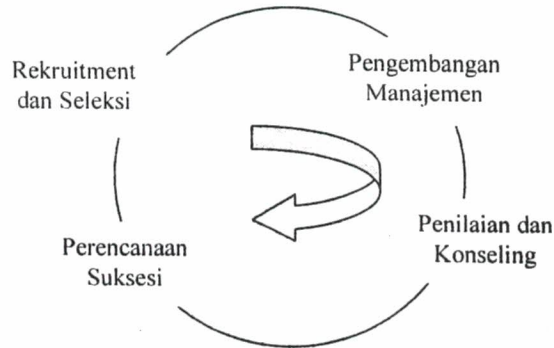 Rekruitment
dan Seleksi
Pengembangan
Manajemen
Penilaian dan
Konseling
Perencanaan
Suksesi